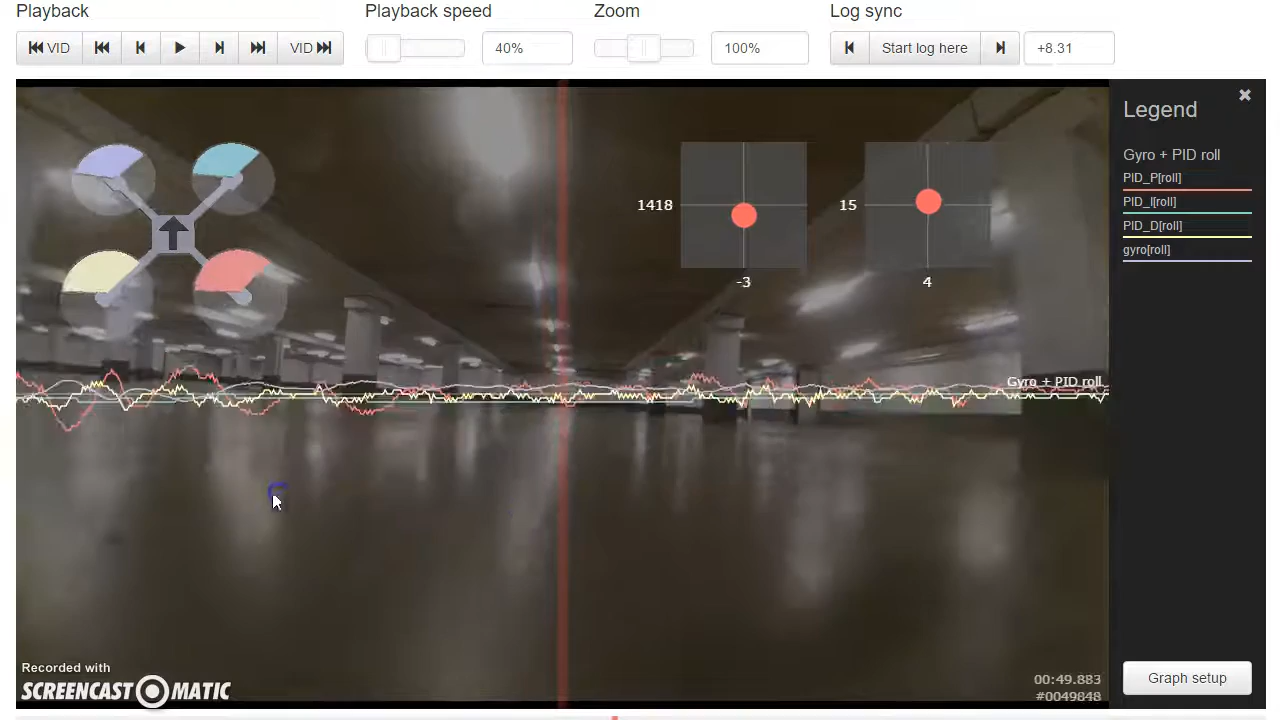 Playback
Playback speed
Zoom
Log sync
VID
VID
40%
100%
Start log here
+8.31
Legend
Gyro + PID roll
PID_P[roll]
PID_I[roll]
PID_D[roll]
gyro[roll]
1418
-3
15
4
Gyro + PID roll
Recorded with
SCREENCAST MATIC
00:49.883
#0049848
Graph setup